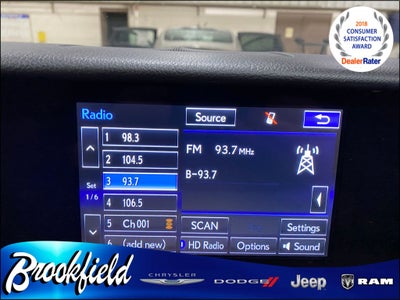 2018
CONSUMER
SATISFACTION
AWARD
DealerRater
Radio
Source
1 98.3
2 104.5
3 93.7
4 106.5
5 Ch 001
6 (add new)
Set
1/6
FM 93.7 MHz
B-93.7
SCAN
Settings
HD Radio
Options
Sound
Brookfield
CHRYSLER
DODGE
Jeep
RAM